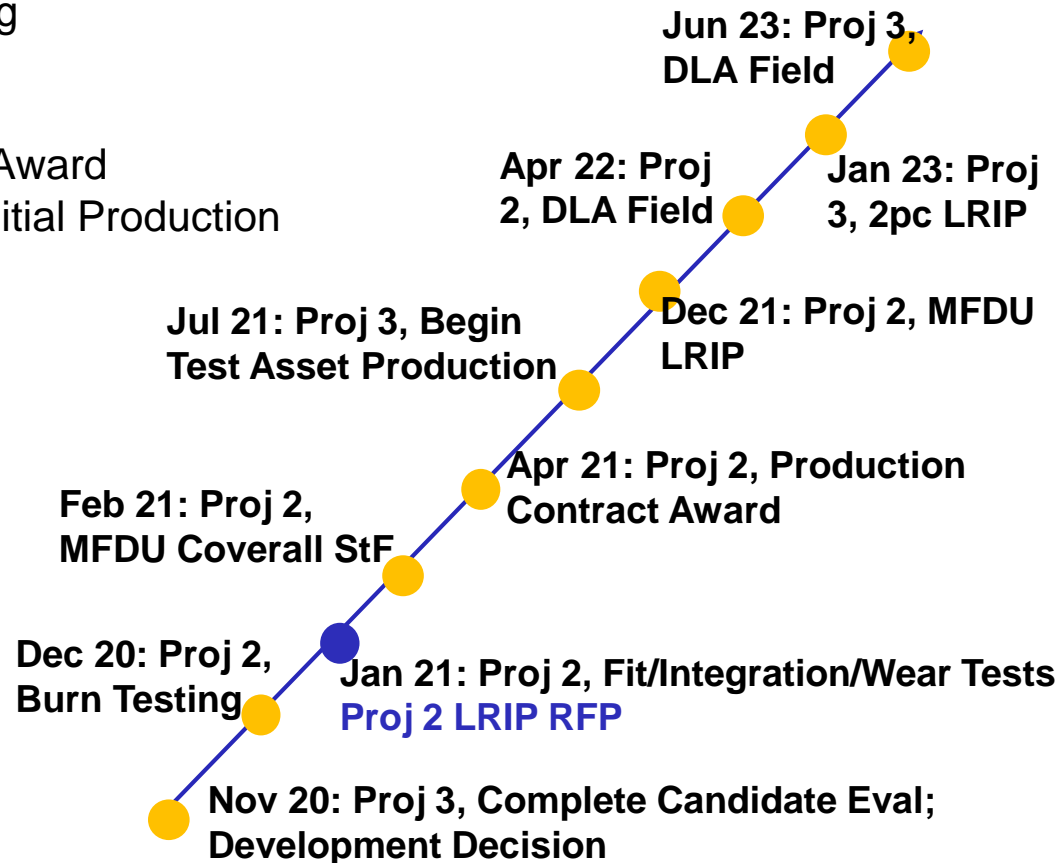 g
Award
itial Production
Jun 23: Proj 3,
DLA Field
Jan 23: Proj
3, 2pc LRIP
Apr 22: Proj
2, DLA Field
Dec 21: Proj 2, MFDU
LRIP
Jul 21: Proj 3, Begin
Test Asset Production
Apr 21: Proj 2, Production
Contract Award
Feb 21: Proj 2,
MFDU Coverall StF
Dec 20: Proj 2,
Burn Testing
Jan 21: Proj 2, Fit/Integration/Wear Tests
Proj 2 LRIP RFP
Nov 20: Proj 3, Complete Candidate Eval;
Development Decision